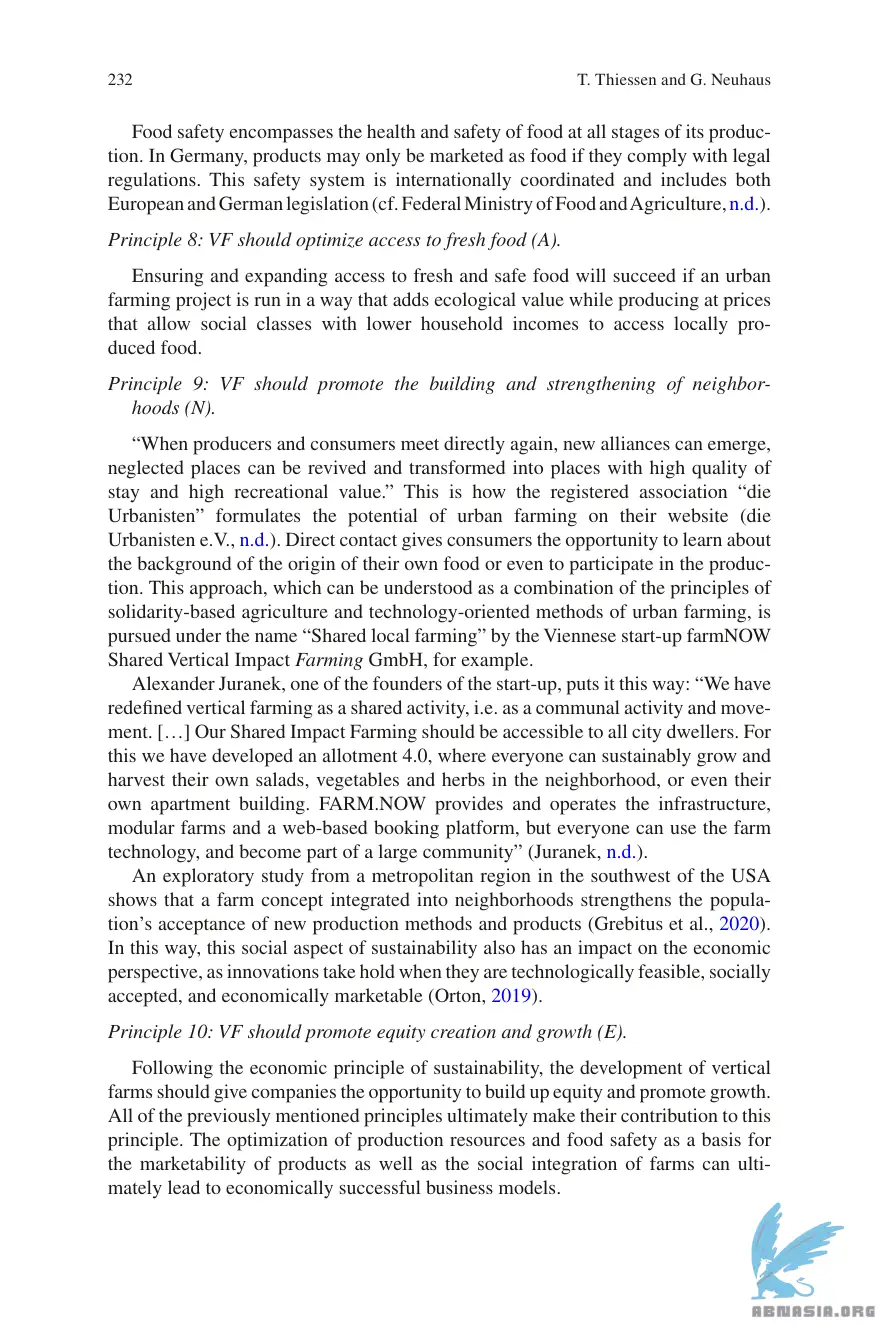 232
T. Thiessen and G. Neuhaus
Food safety encompasses the health and safety of food at all stages of its produc-
tion. In Germany, products may only be marketed as food if they comply with legal
regulations. This safety system is internationally coordinated and includes both
European and German legislation (cf. Federal Ministry of Food and Agriculture, n.d.).
Principle 8: VF should optimize access to fresh food (A).
Ensuring and expanding access to fresh and safe food will succeed if an urban
farming project is run in a way that adds ecological value while producing at prices
that allow social classes with lower household incomes to access locally pro-
duced food.
Principle 9: VF should promote the building and strengthening of neighbor-
hoods (N).
“When producers and consumers meet directly again, new alliances can emerge,
neglected places can be revived and transformed into places with high quality of
stay and high recreational value.” This is how the registered association “die
Urbanisten” formulates the potential of urban farming on their website (die
Urbanisten e.V., n.d.). Direct contact gives consumers the opportunity to learn about
the background of the origin of their own food or even to participate in the produc-
tion. This approach, which can be understood as a combination of the principles of
solidarity-based agriculture and technology-oriented methods of urban farming, is
pursued under the name “Shared local farming” by the Viennese start-up farmNOW
Shared Vertical Impact Farming GmbH, for example.
Alexander Juranek, one of the founders of the start-up, puts it this way: “We have
redefined vertical farming as a shared activity, i.e. as a communal activity and move-
ment. […] Our Shared Impact Farming should be accessible to all city dwellers. For
this we have developed an allotment 4.0, where everyone can sustainably grow and
harvest their own salads, vegetables and herbs in the neighborhood, or even their
own apartment building. FARM.NOW provides and operates the infrastructure,
modular farms and a web-based booking platform, but everyone can use the farm
technology, and become part of a large community” (Juranek, n.d.).
An exploratory study from a metropolitan region in the southwest of the USA
shows that a farm concept integrated into neighborhoods strengthens the popula-
tion’s acceptance of new production methods and products (Grebitus et al., 2020).
In this way, this social aspect of sustainability also has an impact on the economic
perspective, as innovations take hold when they are technologically feasible, socially
accepted, and economically marketable (Orton, 2019).
Principle 10: VF should promote equity creation and growth (E).
Following the economic principle of sustainability, the development of vertical
farms should give companies the opportunity to build up equity and promote growth.
All of the previously mentioned principles ultimately make their contribution to this
principle. The optimization of production resources and food safety as a basis for
the marketability of products as well as the social integration of farms can ulti-
mately lead to economically successful business models.
ABNASIA.ORG